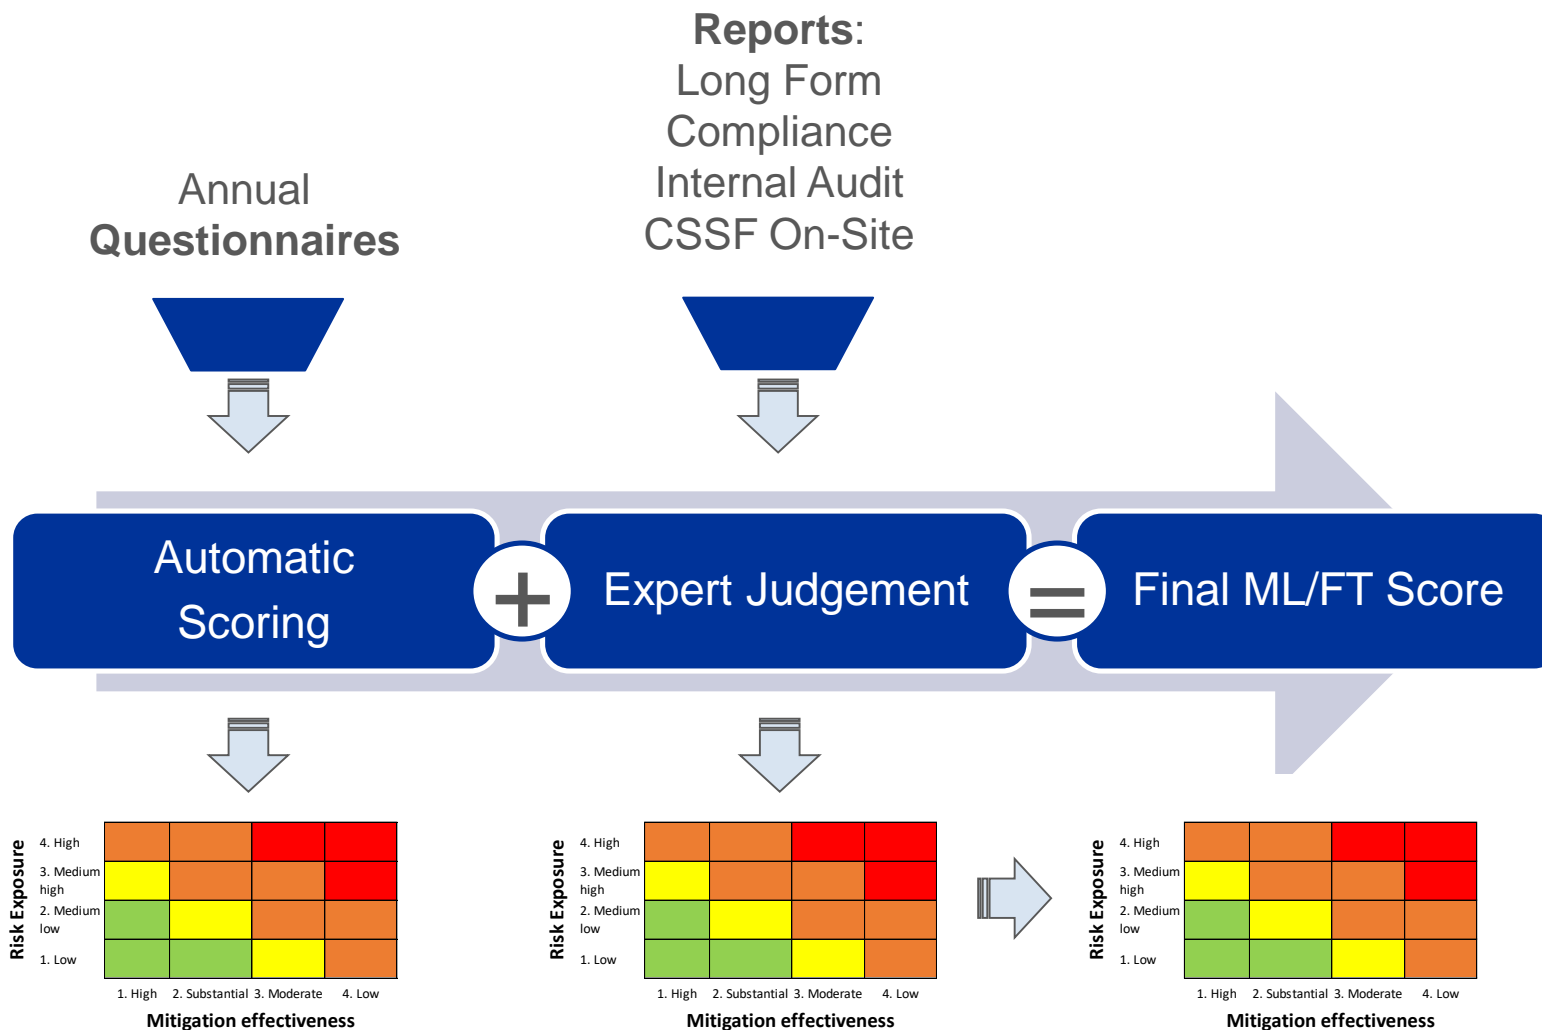 Reports:
Long Form
Compliance
Internal Audit
CSSF On-Site
Annual
Questionnaires
Automatic
Scoring
+
Expert Judgement
=
Final ML/FT Score
Risk Exposure
4. High
3. Medium
high
2. Medium
low
1. Low
1. High
2. Substantial
3. Moderate
4. Low
Mitigation effectiveness
Risk Exposure
4. High
3. Medium
high
2. Medium
low
1. Low
1. High
2. Substantial
3. Moderate
4. Low
Mitigation effectiveness
Risk Exposure
4. High
3. Medium
high
2. Medium
low
1. Low
1. High
2. Substantial
3. Moderate
4. Low
Mitigation effectiveness